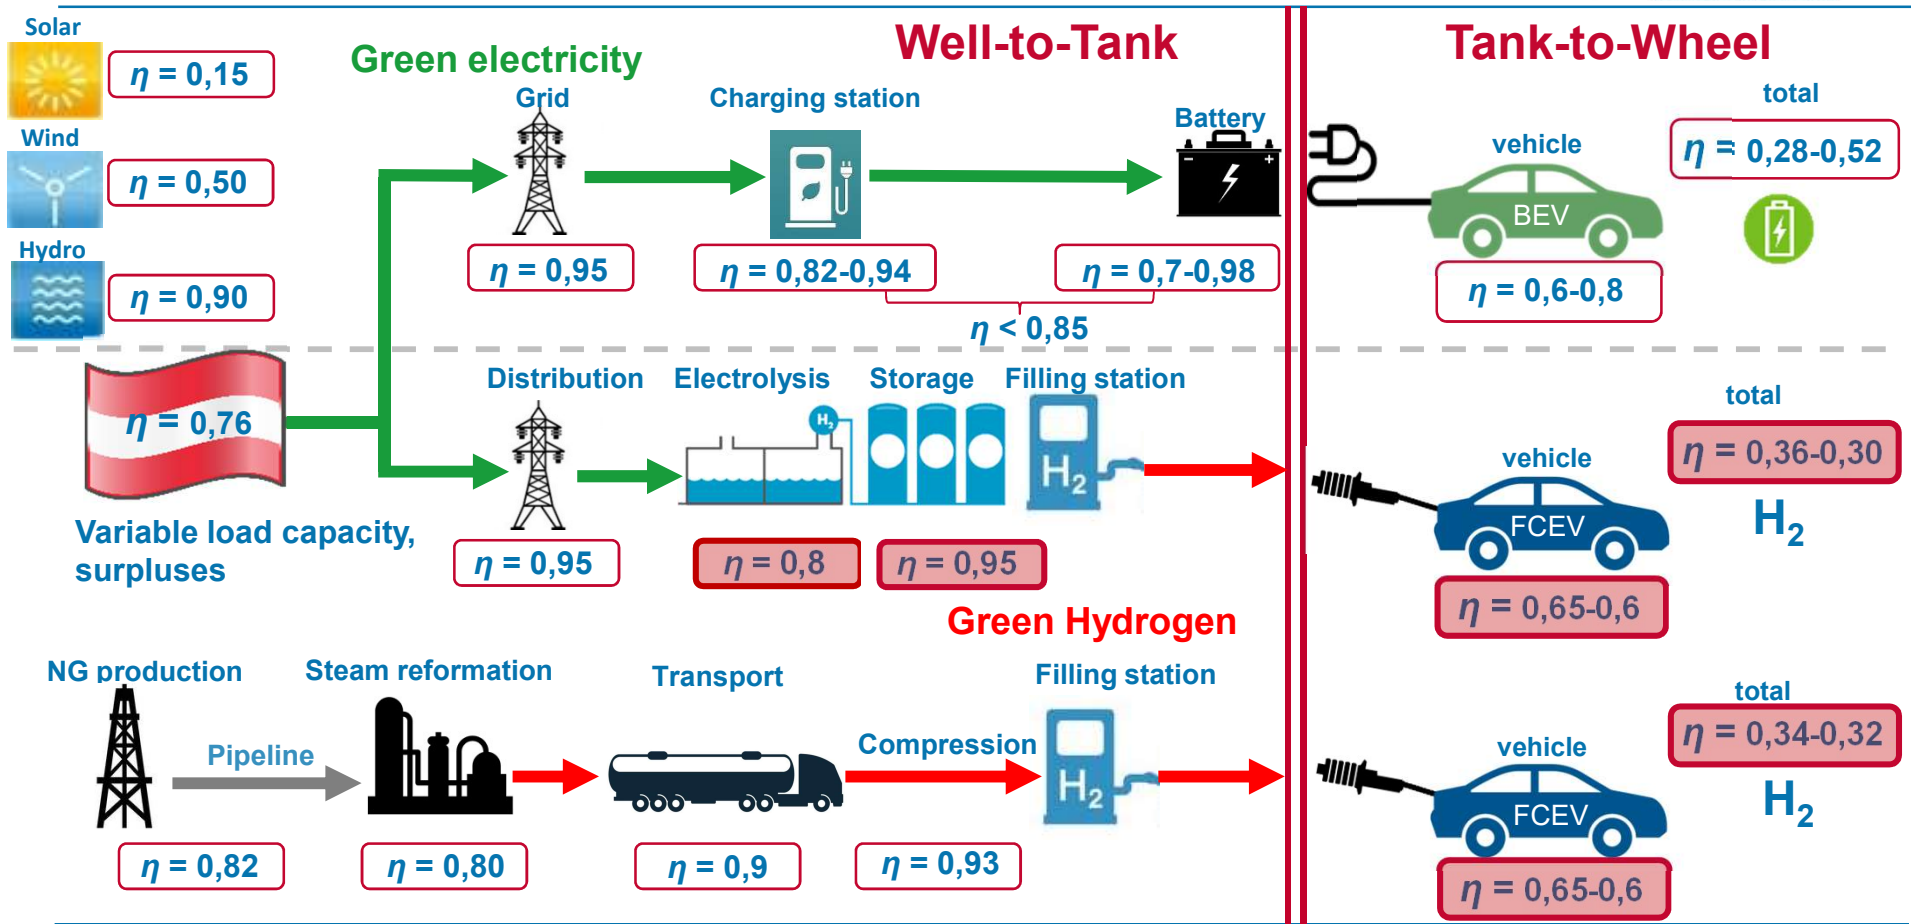 Well-to-Tank
Tank-to-Wheel
Solar
η = 0,15
Green electricity
Wind
η = 0,50
Hydro
η = 0,90
Grid
η = 0,95
Charging station
η = 0,82-0,94
Battery
- +
η = 0,7-0,98
η < 0,85
vehicle
BEV
η = 0,6-0,8
total
η = 0,28-0,52
η = 0,76
Variable load capacity,
surpluses
Distribution
η = 0,95
Electrolysis
H₂
η = 0,8
Storage
η = 0,95
Filling station
H₂
vehicle
FCEV
η = 0,65-0,6
total
η = 0,36-0,30
H₂
Green Hydrogen
NG production
η = 0,82
Pipeline
Steam reformation
η = 0,80
Transport
η = 0,9
Compression
η = 0,93
Filling station
H₂
vehicle
FCEV
η = 0,65-0,6
total
η = 0,34-0,32
H₂